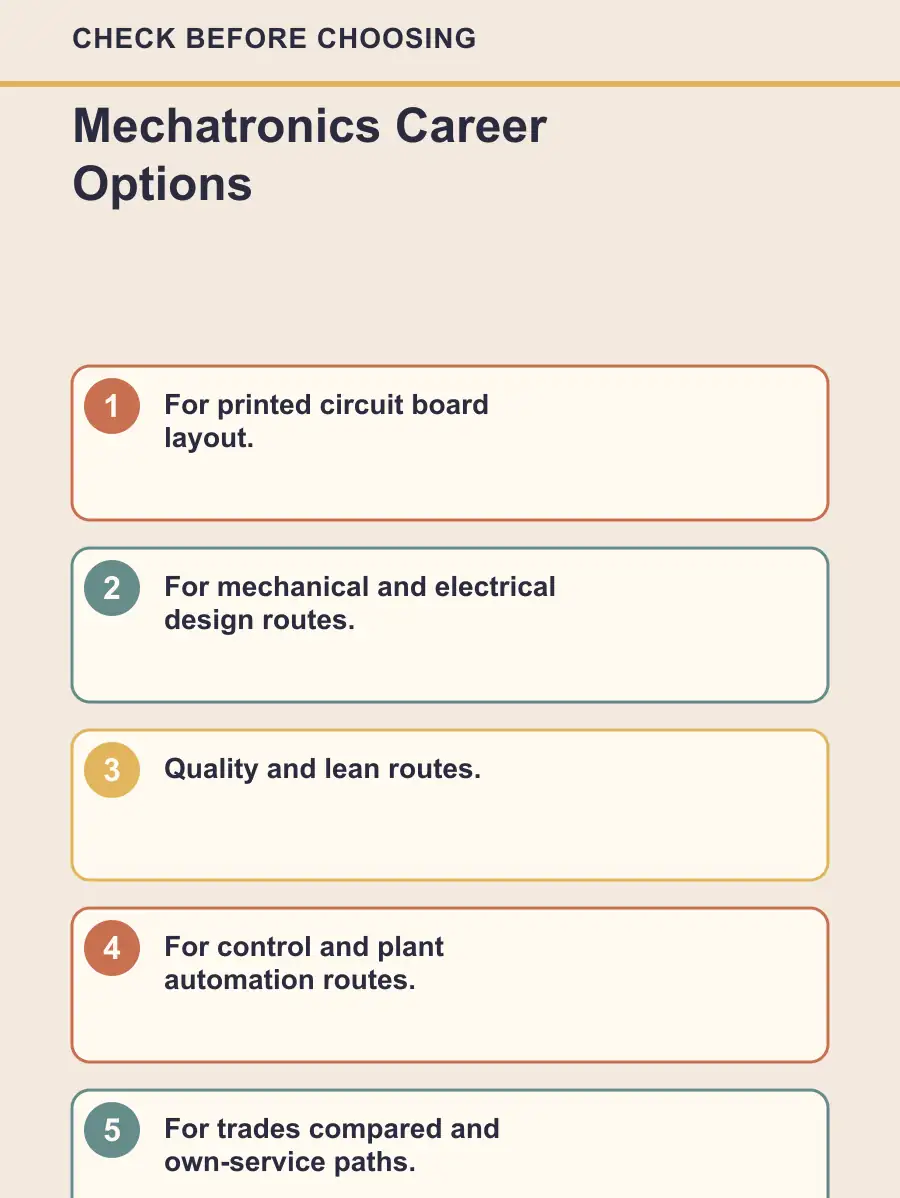 CHECK BEFORE CHOOSING
Mechatronics Career
Options
1
For printed circuit board
layout.
2
For mechanical and electrical
design routes.
3
Quality and lean routes.
4
For control and plant
automation routes.
5
For trades compared and
own-service paths.